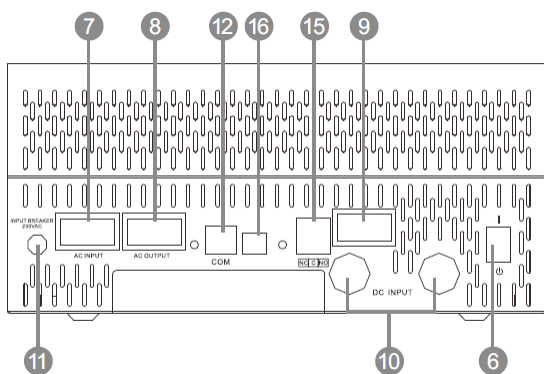 7
8
12
16
15
9
INPUT BREAKER
230VAC
AC INPUT
AC OUTPUT
COM
NC C NO
DC INPUT
11
10
6